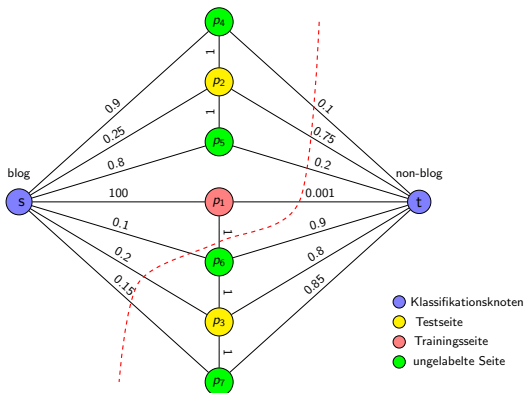 p4
1
0.9
0.1
p2
0.25
0.75
1
p5
0.8
0.2
blog
non-blog
s
100
p1
0.001
t
1
0.1
0.9
p6
0.2
0.8
1
0.15
0.85
p3
1
p7
Klassifikationsknoten
Testseite
Trainingsseite
ungelabelte Seite